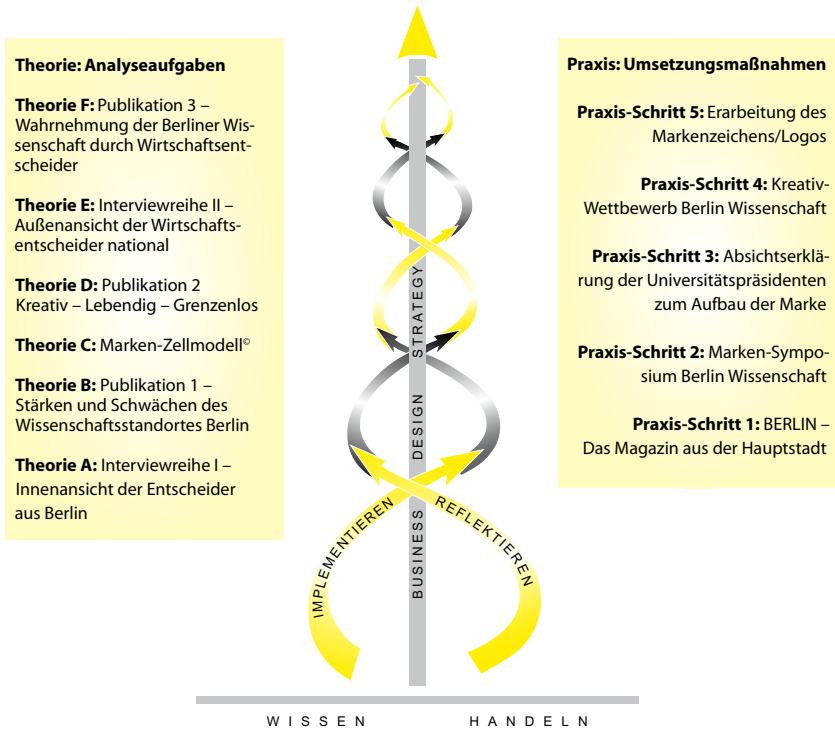 Theorie: Analyseaufgaben
Theorie F: Publikation 3 –
Wahrnehmung der Berliner Wis-
senschaft durch Wirtschaftsent-
scheider
Theorie E: Interviewreihe II –
Außenansicht der Wirtschafts-
entscheider national
Theorie D: Publikation 2
Kreativ – Lebendig – Grenzenlos
Theorie C: Marken-Zellmodell©
Theorie B: Publikation 1 –
Stärken und Schwächen des
Wissenschaftsstandortes Berlin
Theorie A: Interviewreihe I –
Innenansicht der Entscheider
aus Berlin
BUSINESS DESIGN STRATEGY
IMPLEMENTIEREN
REFLEKTIEREN
Praxis: Umsetzungsmaßnahmen
Praxis-Schritt 5: Erarbeitung des
Markenzeichens/Logos
Praxis-Schritt 4: Kreativ-
Wettbewerb Berlin Wissenschaft
Praxis-Schritt 3: Absichtserklä-
rung der Universitätspräsidenten
zum Aufbau der Marke
Praxis-Schritt 2: Marken-Sympo-
sium Berlin Wissenschaft
Praxis-Schritt 1: BERLIN –
Das Magazin aus der Hauptstadt
WISSEN HANDELN